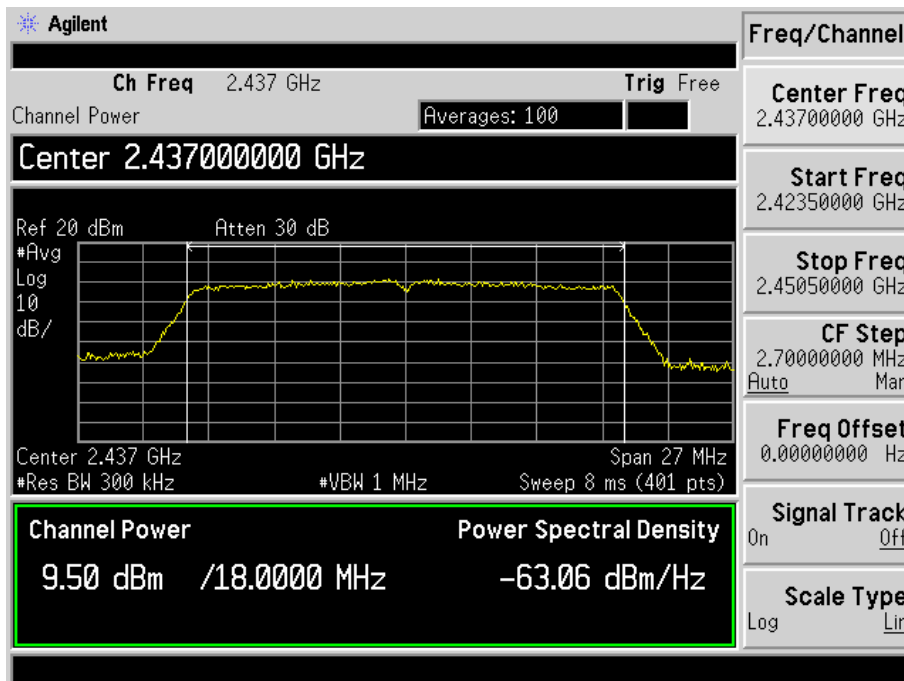 Agilent
Freq/Channel
Ch Freq 2.437 GHz Trig Free
Channel Power Averages: 100
Center 2.437000000 GHz
Ref 20 dBm Atten 30 dB
#Avg
Log
10
dB/
Center 2.437 GHz Span 27 MHz
#Res BW 300 kHz #VBW 1 MHz Sweep 8 ms (401 pts)
Channel Power Power Spectral Density
9.50 dBm /18.0000 MHz -63.06 dBm/Hz
Center Freq
2.43700000 GHz
Start Freq
2.42350000 GHz
Stop Freq
2.45050000 GHz
CF Step
2.70000000 MHz
Auto Man
Freq Offset
0.00000000 Hz
Signal Track
On Off
Scale Type
Log Lin